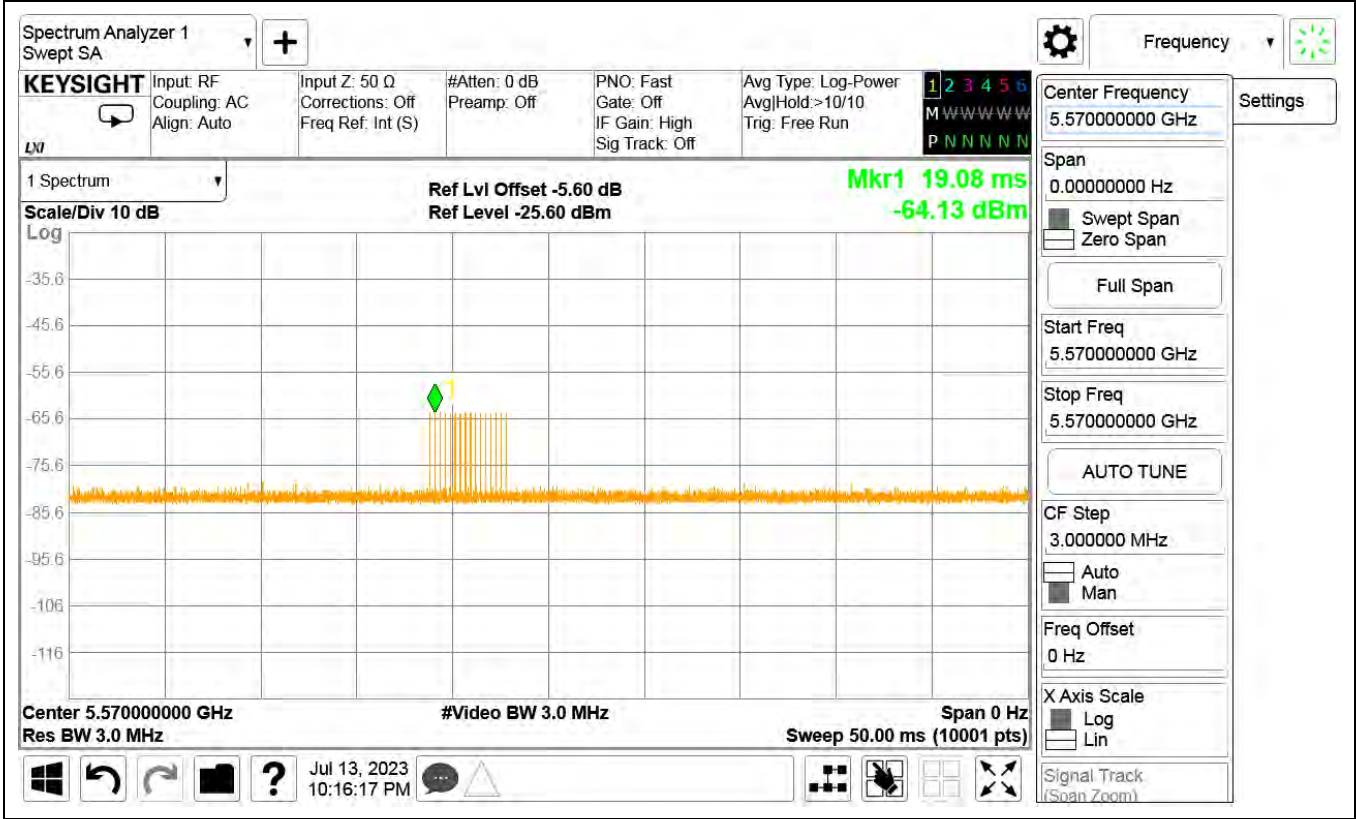 Spectrum Analyzer 1
Swept SA
+
Frequency
KEYSIGHT
LXI
Input: RF
Coupling: AC
Align: Auto
Input Z: 50 Ω
Corrections: Off
Freq Ref: Int (S)
#Atten: 0 dB
Preamp: Off
PNO: Fast
Gate: Off
IF Gain: High
Sig Track: Off
Avg Type: Log-Power
Avg|Hold:>10/10
Trig: Free Run
1 2 3 4 5 6
M W W W W W
P N N N N N
Settings
1 Spectrum
Scale/Div 10 dB
Log
Ref Lvl Offset -5.60 dB
Ref Level -25.60 dBm
Mkr1 19.08 ms
-64.13 dBm
1
-35.6
-45.6
-55.6
-65.6
-75.6
-85.6
-95.6
-106
-116
Center 5.570000000 GHz
Res BW 3.0 MHz
#Video BW 3.0 MHz
Span 0 Hz
Sweep 50.00 ms (10001 pts)
Center Frequency
5.570000000 GHz
Span
0.00000000 Hz
Swept Span
Zero Span
Full Span
Start Freq
5.570000000 GHz
Stop Freq
5.570000000 GHz
AUTO TUNE
CF Step
3.000000 MHz
Auto
Man
Freq Offset
0 Hz
X Axis Scale
Log
Lin
Signal Track
(Span Zoom)
?
Jul 13, 2023
10:16:17 PM